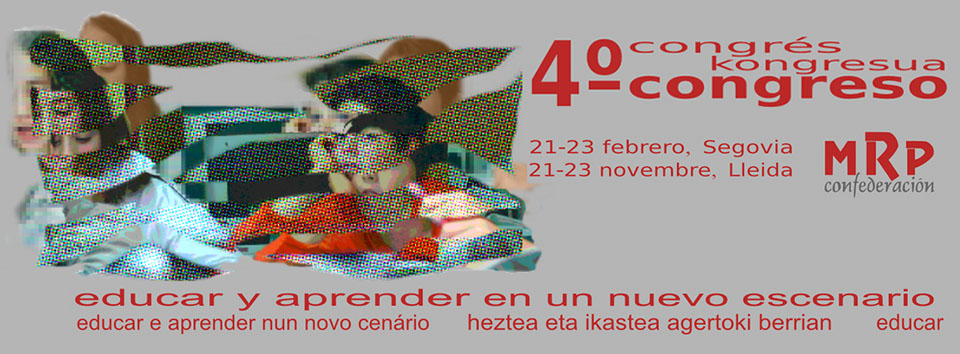 congrés
kongresua
4º congreso
21-23 febrero, Segovia
21-23 novembre, Lleida
MRP
confederación
educar y aprender en un nuevo escenario
educar e aprender nun novo cenário heztea eta ikastea agertoki berrian educar